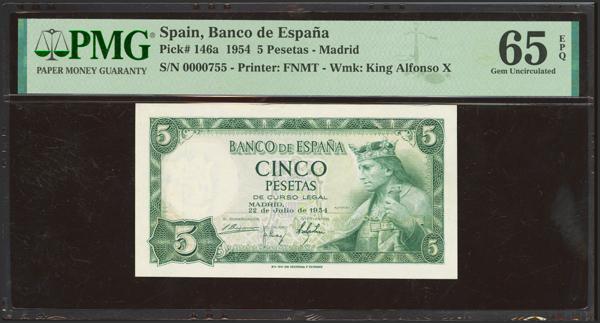 PMG
PAPER MONEY GUARANTY
Spain, Banco de España
Pick# 146a 1954 5 Pesetas - Madrid
S/N 0000755 - Printer: FNMT - Wmk: King Alfonso X
65 EPQ
Gem Uncirculated
5 5
BANCO DE ESPAÑA
CINCO
PESETAS
DE CURSO LEGAL
MADRID,
22 de Julio de 1954
EL GOBERNADOR
5 5